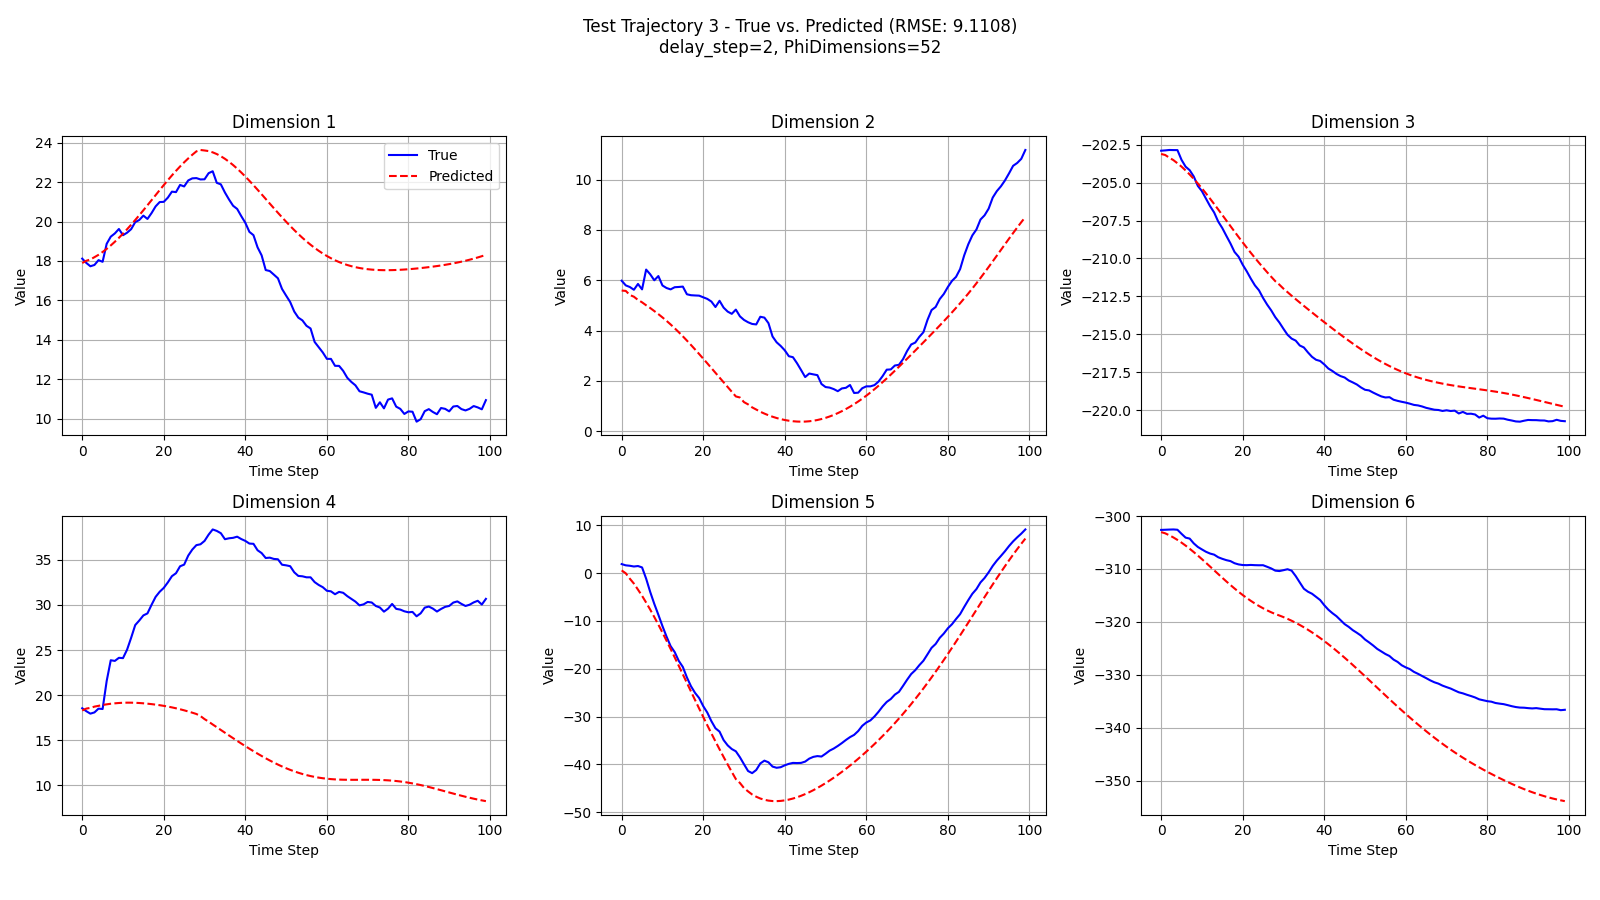 Test Trajectory 3 - True vs. Predicted (RMSE: 9.1108)
delay_step=2, PhiDimensions=52
Dimension 1
24
22
20
18
16
14
12
10
Value
0 20 40 60 80 100
Time Step
True
Predicted
Dimension 2
10
8
6
4
2
0
Value
0 20 40 60 80 100
Time Step
Dimension 3
−202.5
−205.0
−207.5
−210.0
−212.5
−215.0
−217.5
−220.0
Value
0 20 40 60 80 100
Time Step
Dimension 4
35
30
25
20
15
10
Value
0 20 40 60 80 100
Time Step
Dimension 5
10
0
−10
−20
−30
−40
−50
Value
0 20 40 60 80 100
Time Step
Dimension 6
−300
−310
−320
−330
−340
−350
Value
0 20 40 60 80 100
Time Step